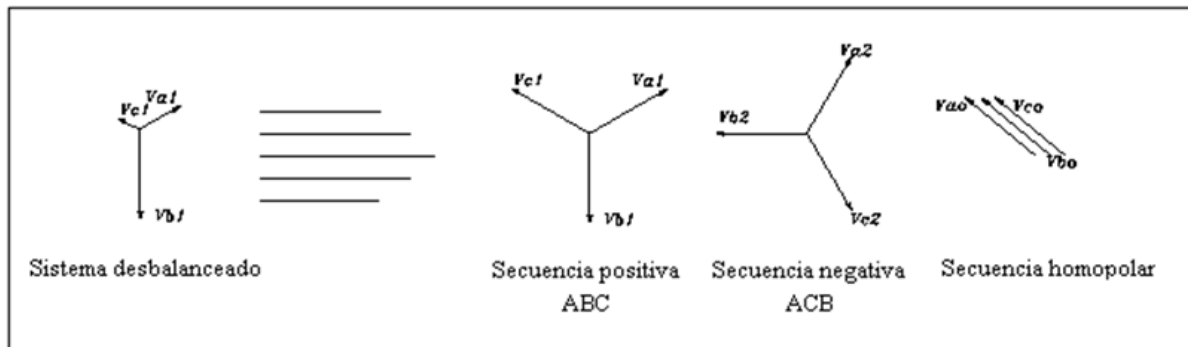 Vc1 Va1
Vb1
Sistema desbalanceado
Vc1 Va1
Vb1
Secuencia positiva
ABC
Va2
Vb2
Vc2
Secuencia negativa
ACB
Vao Vco
Vbo
Secuencia homopolar